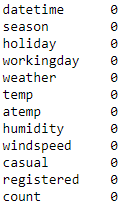 datetime 0
season 0
holiday 0
workingday 0
weather 0
temp 0
atemp 0
humidity 0
windspeed 0
casual 0
registered 0
count 0